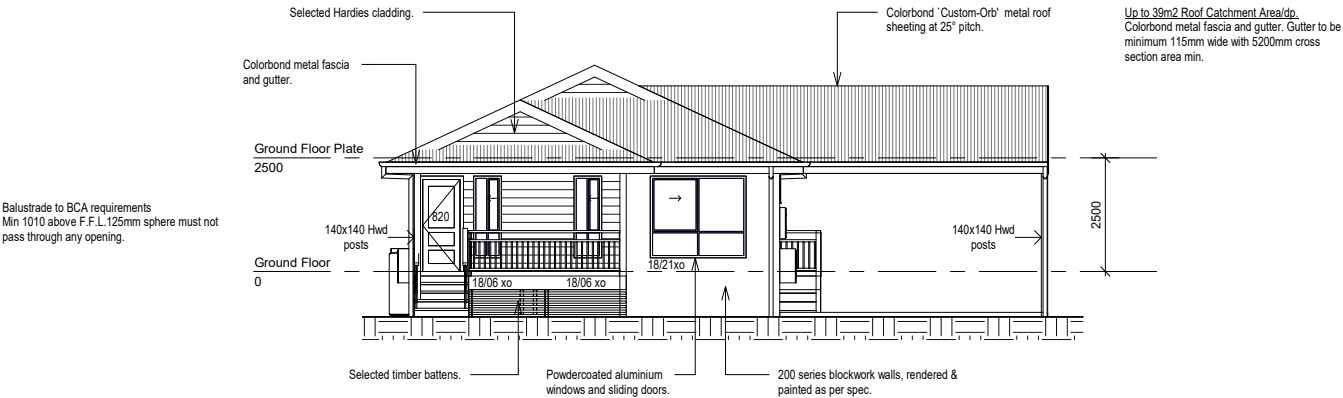 Selected Hardies cladding.
Colorbond `Custom-Orb' metal roof
sheeting at 25° pitch.
Up to 39m2 Roof Catchment Area/dp.
Colorbond metal fascia and gutter. Gutter to be
minimum 115mm wide with 5200mm cross
section area min.
Colorbond metal fascia
and gutter.
Ground Floor Plate
2500
Balustrade to BCA requirements
Min 1010 above F.F.L.125mm sphere must not
pass through any opening.
820
140x140 Hwd
posts
140x140 Hwd
posts
2500
Ground Floor
0
18/21xo
18/06 xo
18/06 xo
Selected timber battens.
Powdercoated aluminium
windows and sliding doors.
200 series blockwork walls, rendered &
painted as per spec.